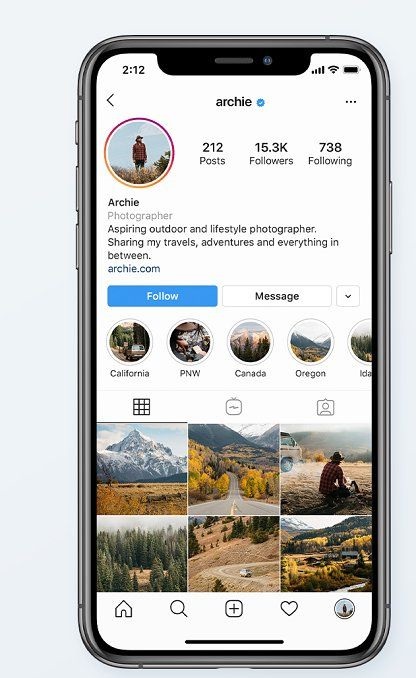 2:12
archie
212 15.3K 738
Posts Followers Following
Archie
Photographer
Aspiring outdoor and lifestyle photographer.
Sharing my travels, adventures and everything in
between.
archie.com
Follow Message
California PNW Canada Oregon Ida